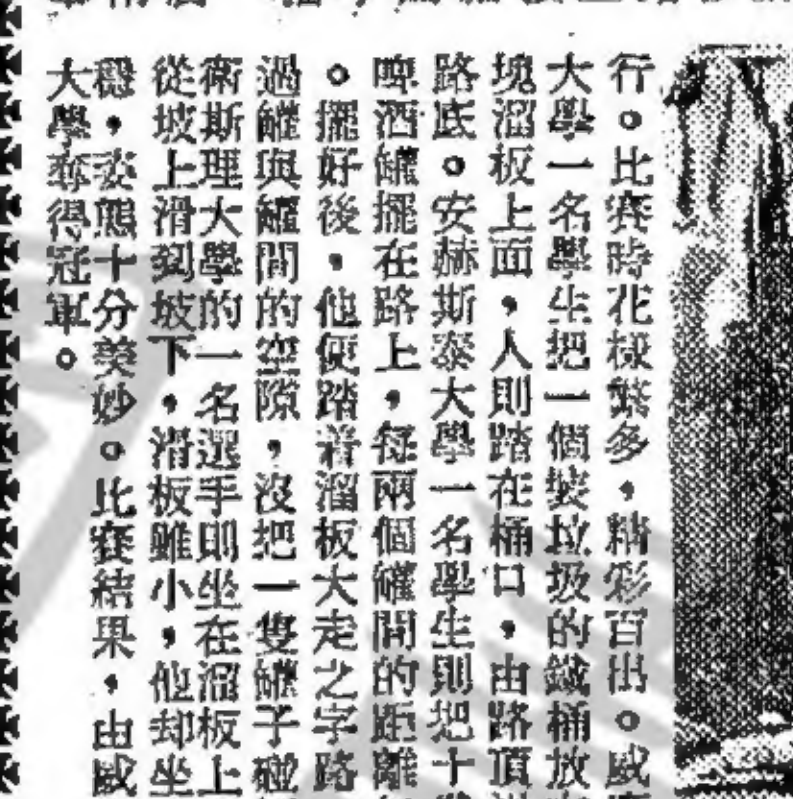 行。比賽時花樣繁多，精彩百出。威
大學一名學生把一個裝垃圾的鐵桶放
塊溜板上面，人則踏在桶口，由路頂
路底。安赫斯泰大學一名學生則把十
啤酒罐擺在路上，每兩個罐間的距離
。擺好後，他便踏着溜板大走之字路
過罐與罐間的空隙，沒把一隻罐子碰
衛斯理大學的一名選手則坐在溜板上
從坡上滑到坡下，滑板雖小，他却坐
穩，姿態十分美妙。比賽結果，由威
大學奪得冠軍。